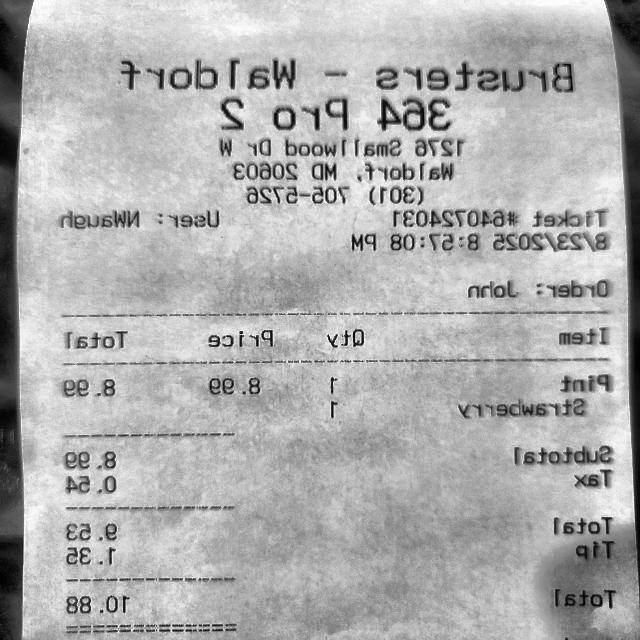 Brusters - Waldorf
364 Pro 2
1276 Smallwood Dr W
Waldorf, MD 20603
(301) 705-5726
Ticket #640724031 User: NWaugh
8/23/2025 8:57:08 PM
Order: John
Item Qty Price Total
Pint 1 8.99 8.99
Strawberry 1
Subtotal 8.99
Tax 0.54
Total 9.53
Tip 1.35
Total 10.88